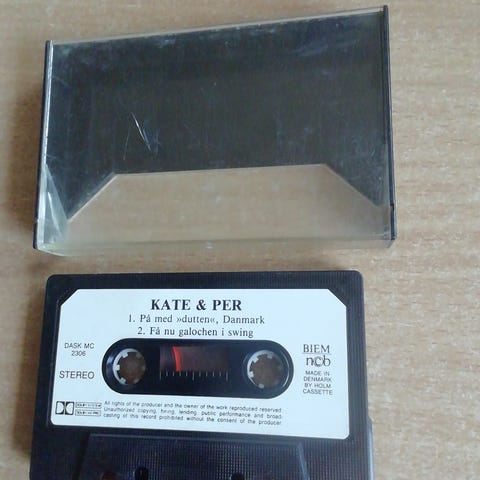 KATE & PER
1. På med »dutten«, Danmark
2. Få nu galochen i swing
DASK MC
2306
STEREO
BIEM
ncb
MADE IN
DENMARK
BY HOLM
CASSETTE
All rights of the producer and the owner of the work reproduced reserved.
Unauthorized copying, hiring, lending, public performance and broad-
casting of this record prohibited without the consent of the producer.